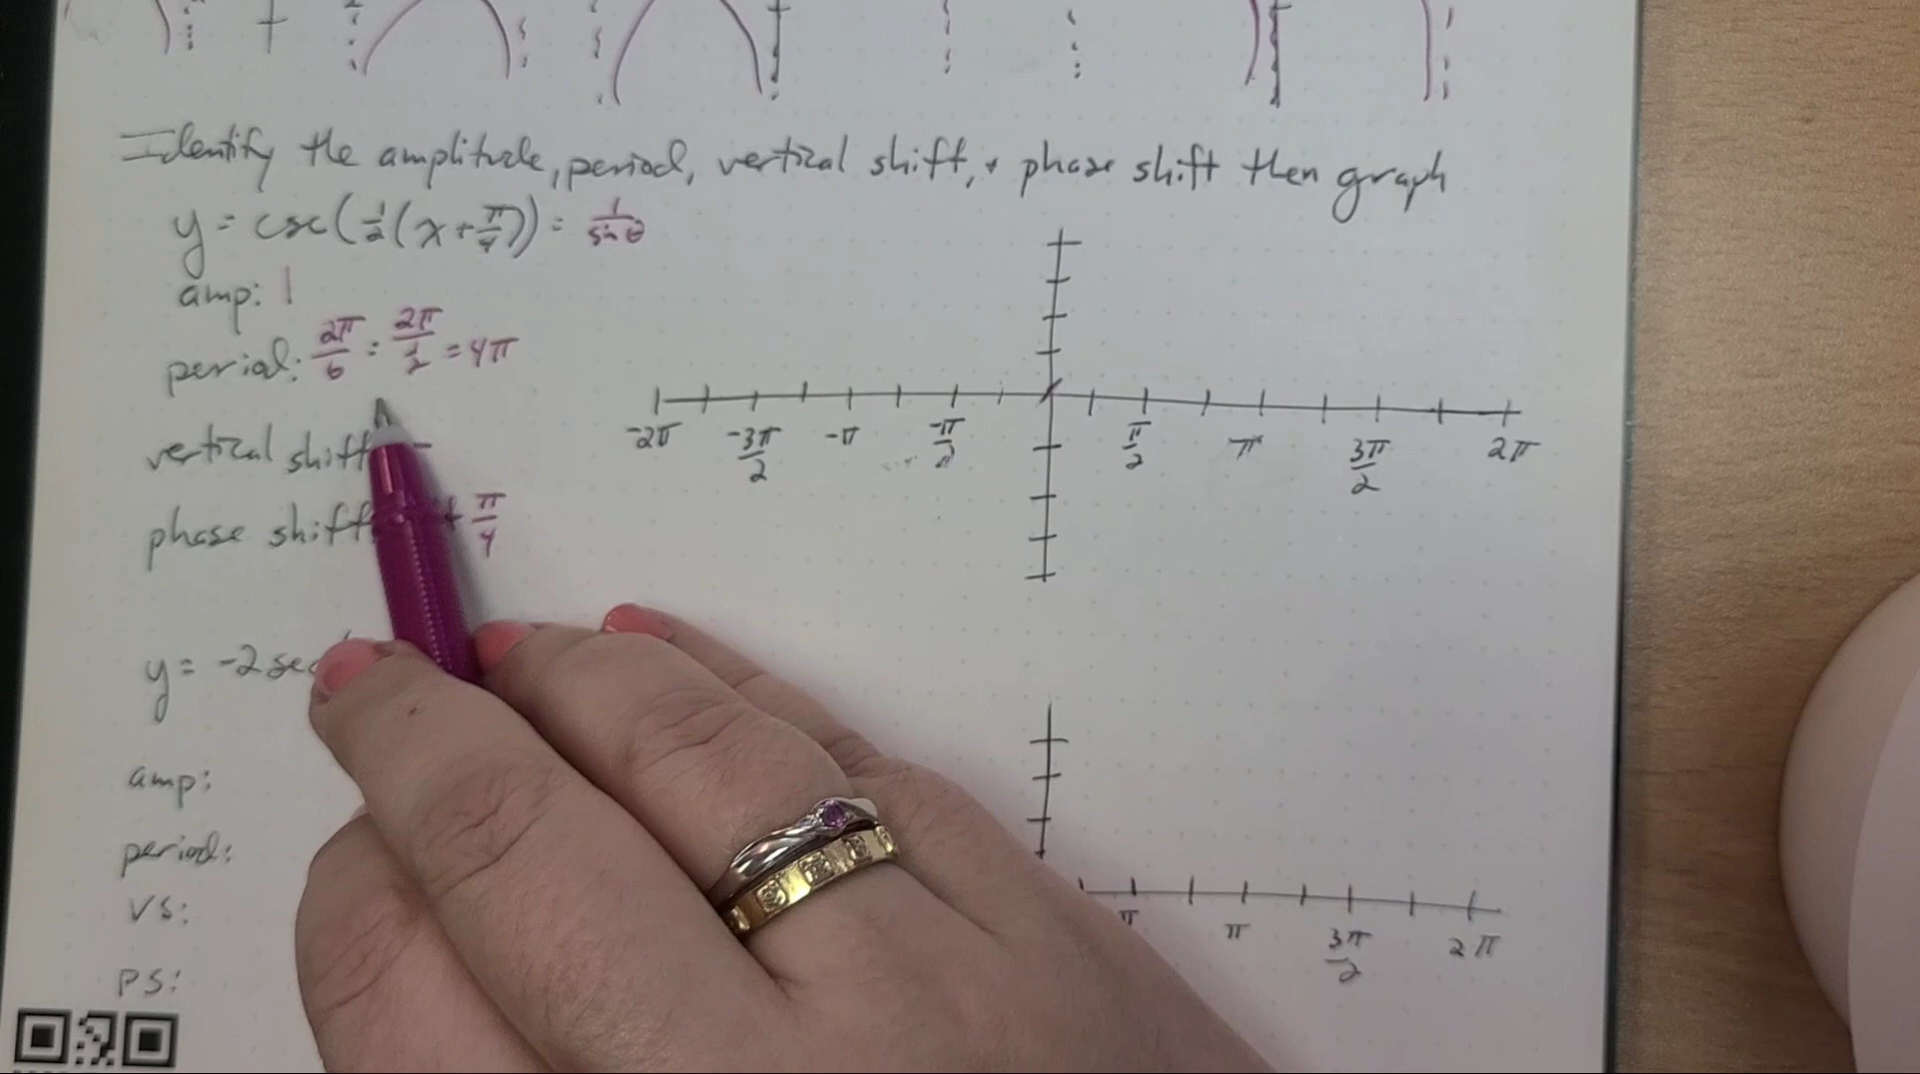 Identify the amplitude, period, vertical shift, + phase shift then graph
y = csc(1/2(x+π/4)) = 1/sin θ
amp: 1
period: 2π/b = 2π/(1/2) = 4π
vertical shift
phase shift + π/4
-2π -3π/2 -π -π/2 π/2 π 3π/2 2π
y = -2 sec
amp:
period:
VS:
PS:
π π 3π/2 2π